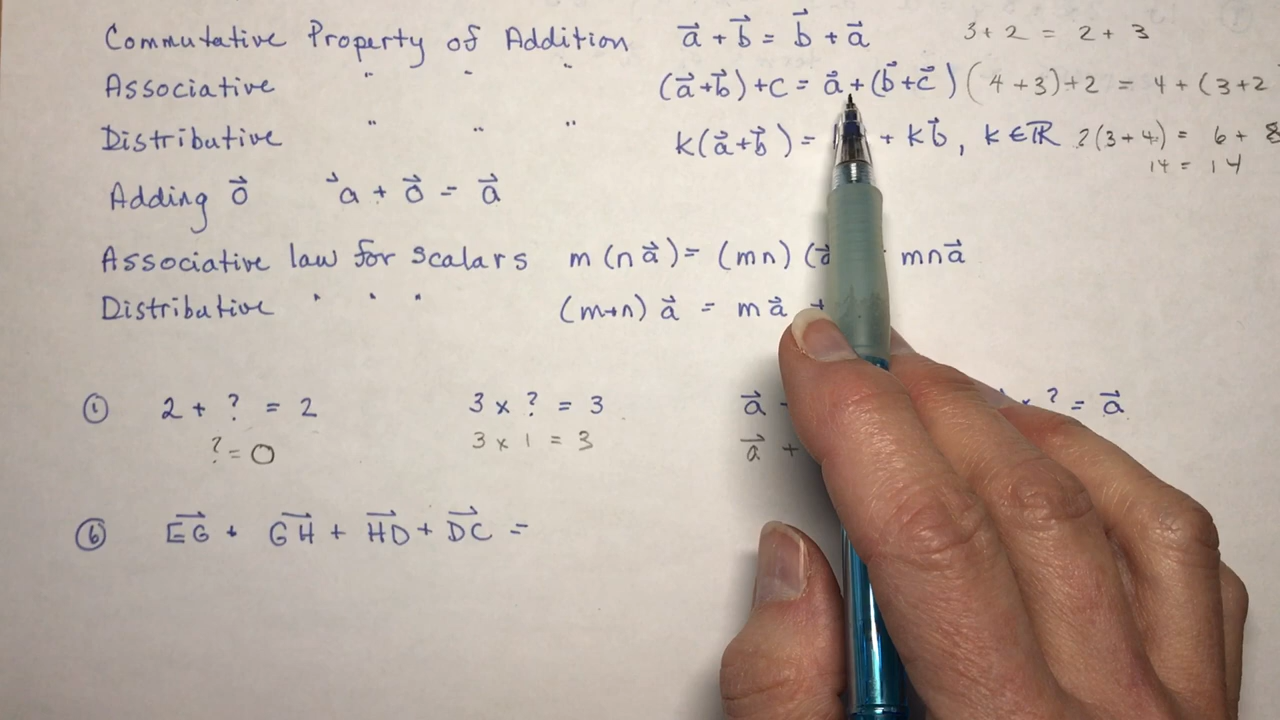 Commutative Property of Addition a⃗ + b⃗ = b⃗ + a⃗ 3+2 = 2+3
Associative " " " (a⃗+b⃗)+c = a⃗+(b⃗+c⃗) (4+3)+2 = 4+(3+2
Distributive " " " k(a⃗+b⃗) = + kb⃗, k∈ℝ 2(3+4) = 6+8
14 = 14
Adding 0⃗ a⃗ + 0⃗ = a⃗
Associative law for scalars m(na⃗) = (mn)(a⃗ mna⃗
Distributive " " " (m+n)a⃗ = ma⃗ +
① 2 + ? = 2 3 x ? = 3 a⃗ x ? = a⃗
? = 0 3 x 1 = 3 a⃗ +
⑥ EG⃗ + GH⃗ + HD⃗ + DC⃗ =